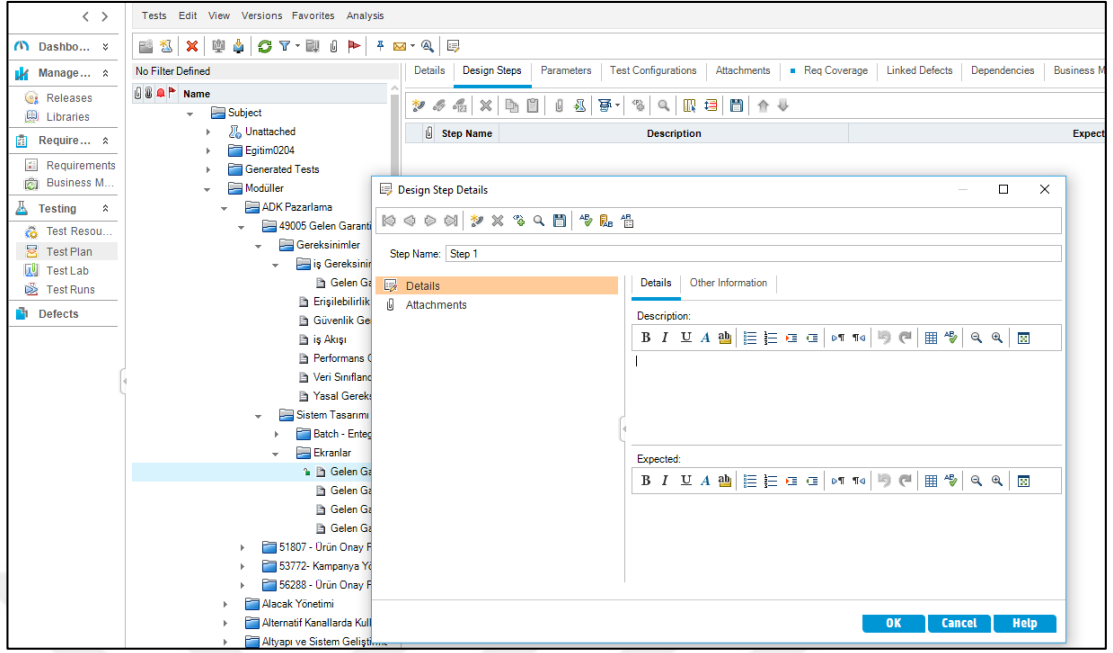 Tests Edit View Versions Favorites Analysis
Dashbo...
Manage...
Releases
Libraries
Require...
Requirements
Business M...
Testing
Test Resou...
Test Plan
Test Lab
Test Runs
Defects
No Filter Defined
Name
Subject
Unattached
Egitim0204
Generated Tests
Modüller
ADK Pazarlama
49005 Gelen Garanti
Gereksinimler
iş Gereksinir
Gelen Ga
Erişilebilirlik
Güvenlik Ge
iş Akışı
Performans G
Veri Sınıfland
Yasal Gereks
Sistem Tasarımı
Batch - Enteg
Ekranlar
Gelen Ga
Gelen Ga
Gelen Ga
Gelen Ga
51807 - Ürün Onay F
53772- Kampanya Yö
56288 - Ürün Onay F
Alacak Yönetimi
Alternatif Kanallarda Kull
Altyapı ve Sistem Geliştirme
Details Design Steps Parameters Test Configurations Attachments Req Coverage Linked Defects Dependencies Business M
Step Name Description Expect
Design Step Details
Step Name: Step 1
Details
Attachments
Details Other Information
Description:
B I U A ab
Expected:
B I U A ab
OK Cancel Help